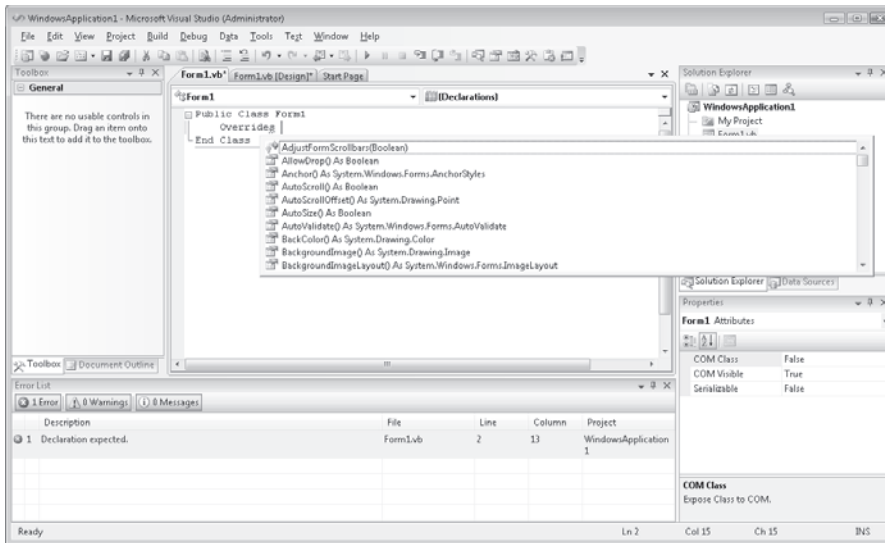 WindowsApplication1 - Microsoft Visual Studio (Administrator)
File Edit View Project Build Debug Data Tools Test Window Help
Toolbox
General
There are no usable controls in
this group. Drag an item onto
this text to add it to the toolbox.
Toolbox Document Outline
Form1.vb* Form1.vb [Design]* Start Page
Form1 (Declarations)
Public Class Form1
Overrides
End Class
AdjustFormScrollbars(Boolean)
AllowDrop() As Boolean
Anchor() As System.Windows.Forms.AnchorStyles
AutoScroll() As Boolean
AutoScrollOffset() As System.Drawing.Point
AutoSize() As Boolean
AutoValidate() As System.Windows.Forms.AutoValidate
BackColor() As System.Drawing.Color
BackgroundImage() As System.Drawing.Image
BackgroundImageLayout() As System.Windows.Forms.ImageLayout
Solution Explorer
WindowsApplication1
My Project
Form1.vb
Solution Explorer Data Sources
Properties
Form1 Attributes
COM Class False
COM Visible True
Serializable False
COM Class
Expose Class to COM.
Error List
1 Error 0 Warnings 0 Messages
Description File Line Column Project
1 Declaration expected. Form1.vb 2 13 WindowsApplication
1
Ready Ln 2 Col 15 Ch 15 INS